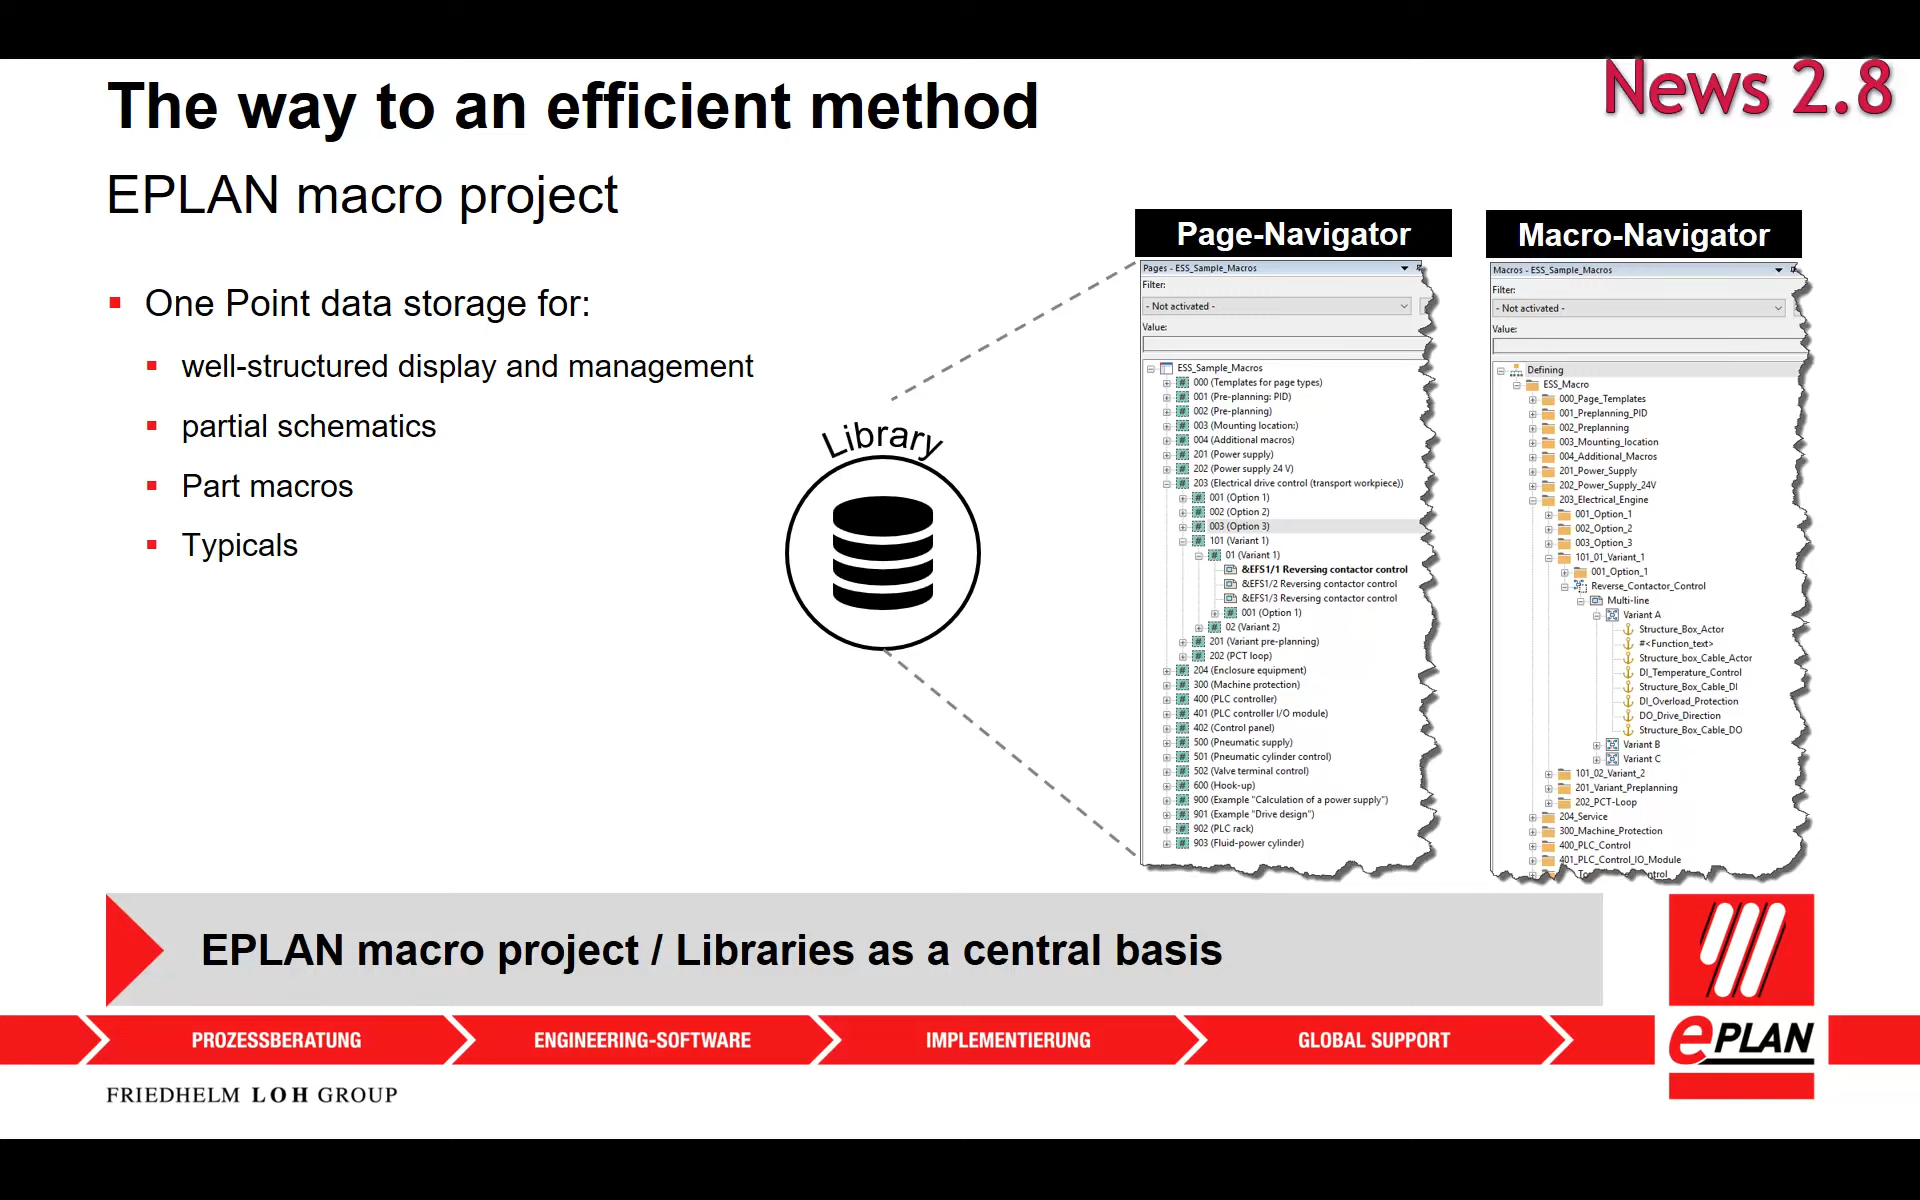 The way to an efficient method
News 2.8
EPLAN macro project
One Point data storage for:
well-structured display and management
partial schematics
Part macros
Typicals
Library
Page-Navigator
Pages - ESS_Sample_Macros
Filter:
- Not activated -
Value:
ESS_Sample_Macros
000 (Templates for page types)
001 (Pre-planning: PID)
002 (Pre-planning)
003 (Mounting location:)
004 (Additional macros)
201 (Power supply)
202 (Power supply 24 V)
203 (Electrical drive control (transport workpiece))
001 (Option 1)
002 (Option 2)
003 (Option 3)
101 (Variant 1)
01 (Variant 1)
&EFS1/1 Reversing contactor control
&EFS1/2 Reversing contactor control
&EFS1/3 Reversing contactor control
001 (Option 1)
02 (Variant 2)
201 (Variant pre-planning)
202 (PCT loop)
204 (Enclosure equipment)
300 (Machine protection)
400 (PLC controller)
401 (PLC controller I/O module)
402 (Control panel)
500 (Pneumatic supply)
501 (Pneumatic cylinder control)
502 (Valve terminal control)
600 (Hook-up)
900 (Example "Calculation of a power supply")
901 (Example "Drive design")
902 (PLC rack)
903 (Fluid-power cylinder)
Macro-Navigator
Macros - ESS_Sample_Macros
Filter:
- Not activated -
Value:
Defining
ESS_Macro
000_Page_Templates
001_Preplanning_PID
002_Preplanning
003_Mounting_location
004_Additional_Macros
201_Power_Supply
202_Power_Supply_24V
203_Electrical_Engine
001_Option_1
002_Option_2
003_Option_3
101_01_Variant_1
001_Option_1
Reverse_Contactor_Control
Multi-line
Variant A
Structure_Box_Actor
#<Function_text>
Structure_box_Cable_Actor
DI_Temperature_Control
Structure_Box_Cable_DI
DI_Overload_Protection
DO_Drive_Direction
Structure_Box_Cable_DO
Variant B
Variant C
101_02_Variant_2
201_Variant_Preplanning
202_PCT-Loop
204_Service
300_Machine_Protection
400_PLC_Control
401_PLC_Control_IO_Module
EPLAN macro project / Libraries as a central basis
PROZESSBERATUNG
ENGINEERING-SOFTWARE
IMPLEMENTIERUNG
GLOBAL SUPPORT
ePLAN
FRIEDHELM LOH GROUP